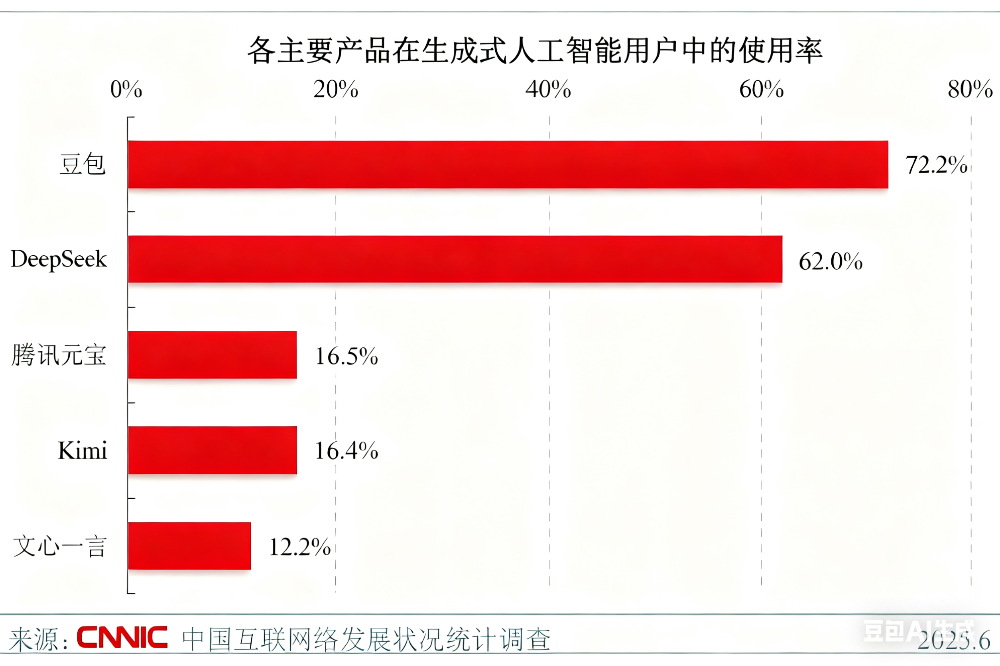 各主要产品在生成式人工智能用户中的使用率
0% 20% 40% 60% 80%
豆包 72.2%
DeepSeek 62.0%
腾讯元宝 16.5%
Kimi 16.4%
文心一言 12.2%
来源: CNNIC 中国互联网络发展状况统计调查 2025.6
豆包AI生成